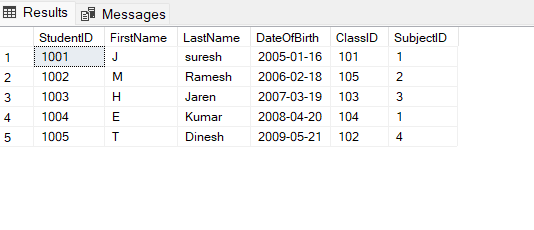 Results Messages
StudentID FirstName LastName DateOfBirth ClassID SubjectID
1 1001 J suresh 2005-01-16 101 1
2 1002 M Ramesh 2006-02-18 105 2
3 1003 H Jaren 2007-03-19 103 3
4 1004 E Kumar 2008-04-20 104 1
5 1005 T Dinesh 2009-05-21 102 4